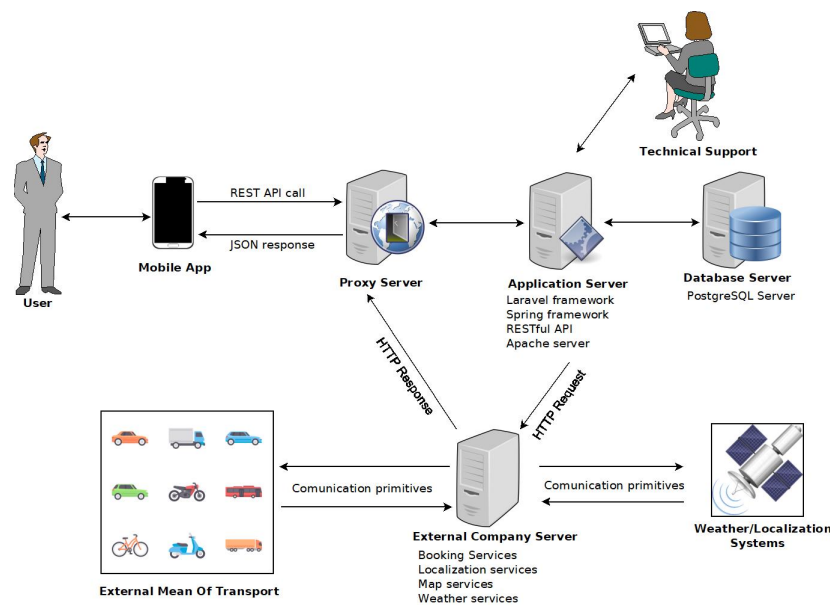 Technical Support
REST API call
JSON response
User
Mobile App
Proxy Server
Application Server
Laravel framework
Spring framework
RESTful API
Apache server
Database Server
PostgreSQL Server
HTTP Response
HTTP Request
Comunication primitives
Comunication primitives
External Mean Of Transport
External Company Server
Booking Services
Localization services
Map services
Weather services
Weather/Localization
Systems